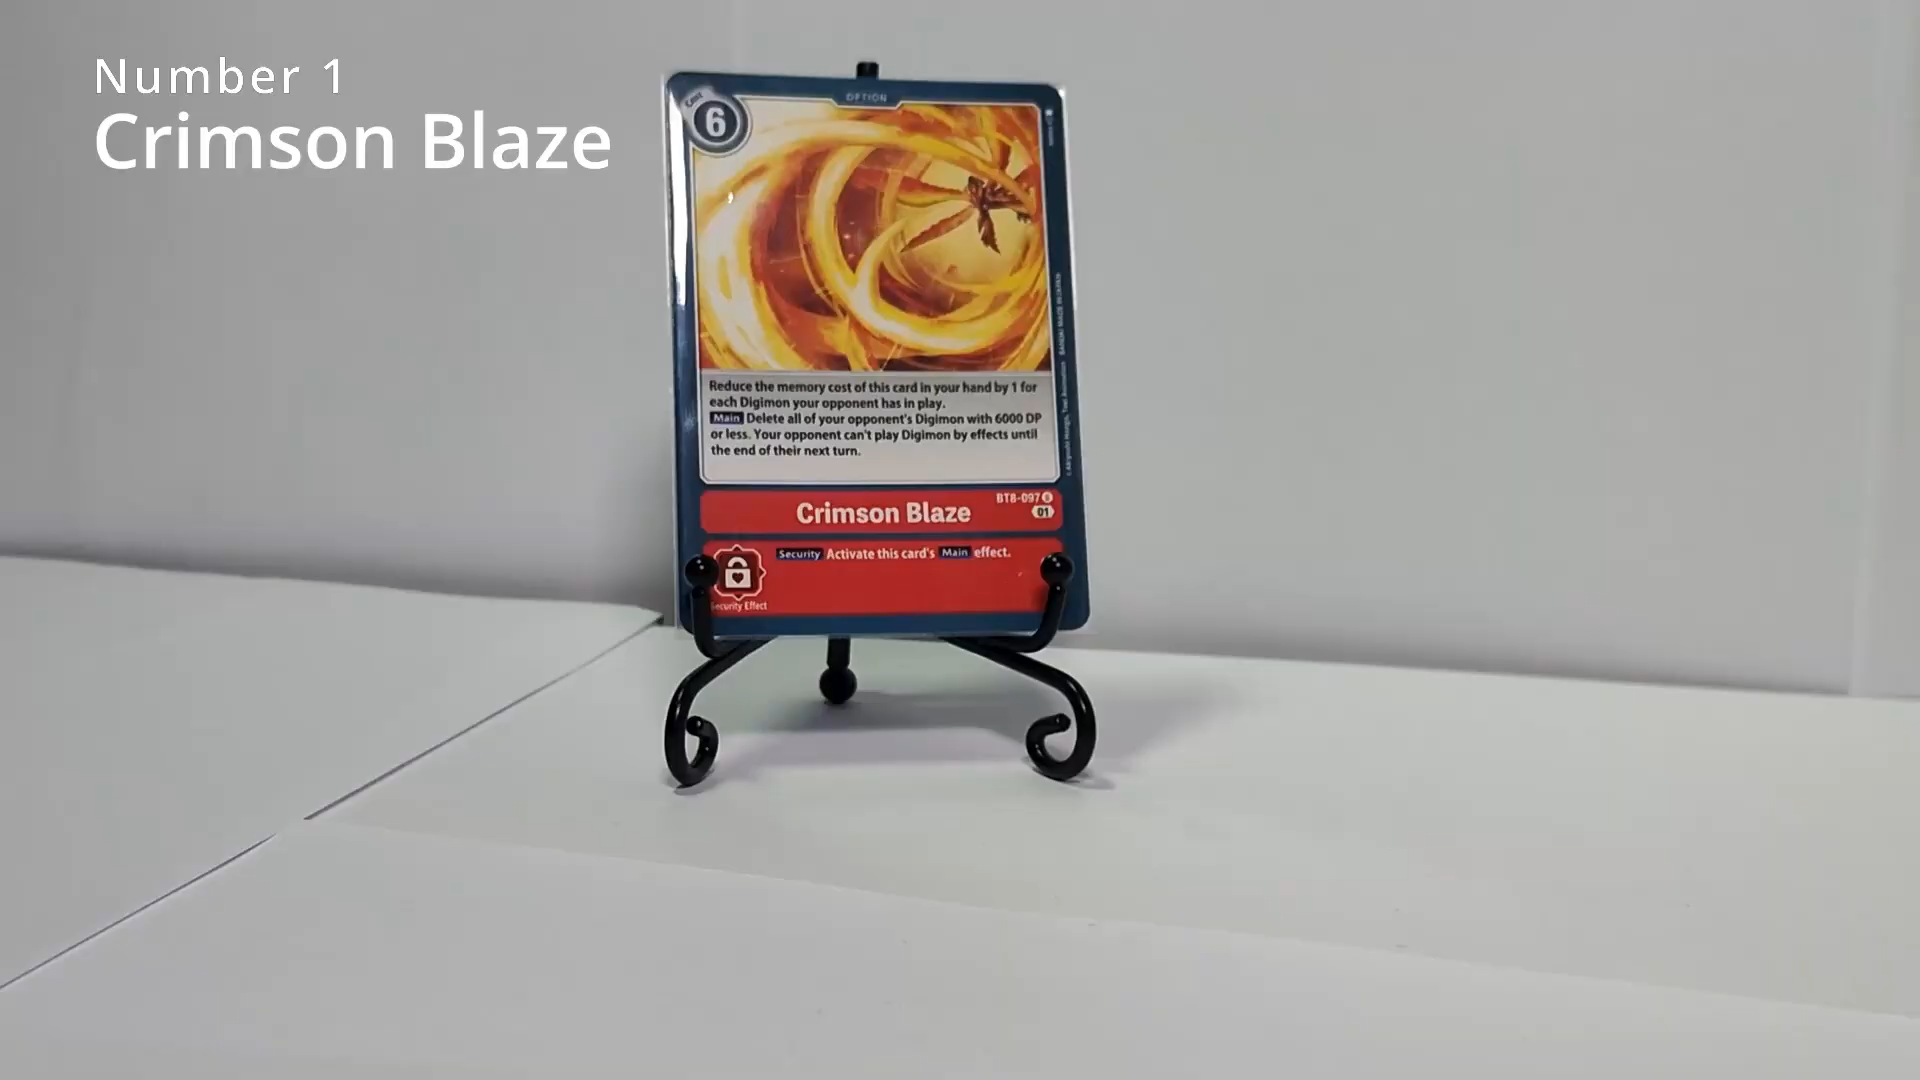 Number 1
Crimson Blaze
Cost
6
OPTION
Reduce the memory cost of this card in your hand by 1 for
each Digimon your opponent has in play.
Main Delete all of your opponent's Digimon with 6000 DP
or less. Your opponent can't play Digimon by effects until
the end of their next turn.
BT8-097
Crimson Blaze
01
Security Activate this card's Main effect.
Security Effect